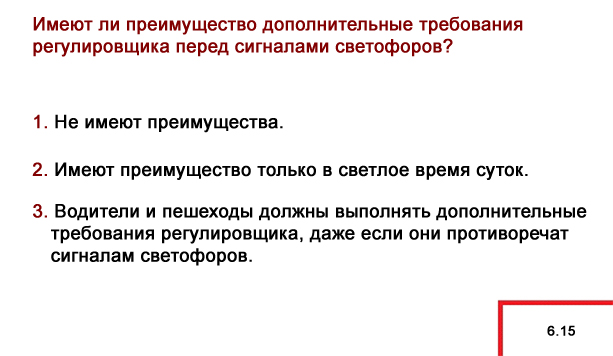 Имеют ли преимущество дополнительные требования
регулировщика перед сигналами светофоров?
1. Не имеют преимущества.
2. Имеют преимущество только в светлое время суток.
3. Водители и пешеходы должны выполнять дополнительные
требования регулировщика, даже если они противоречат
сигналам светофоров.
6.15